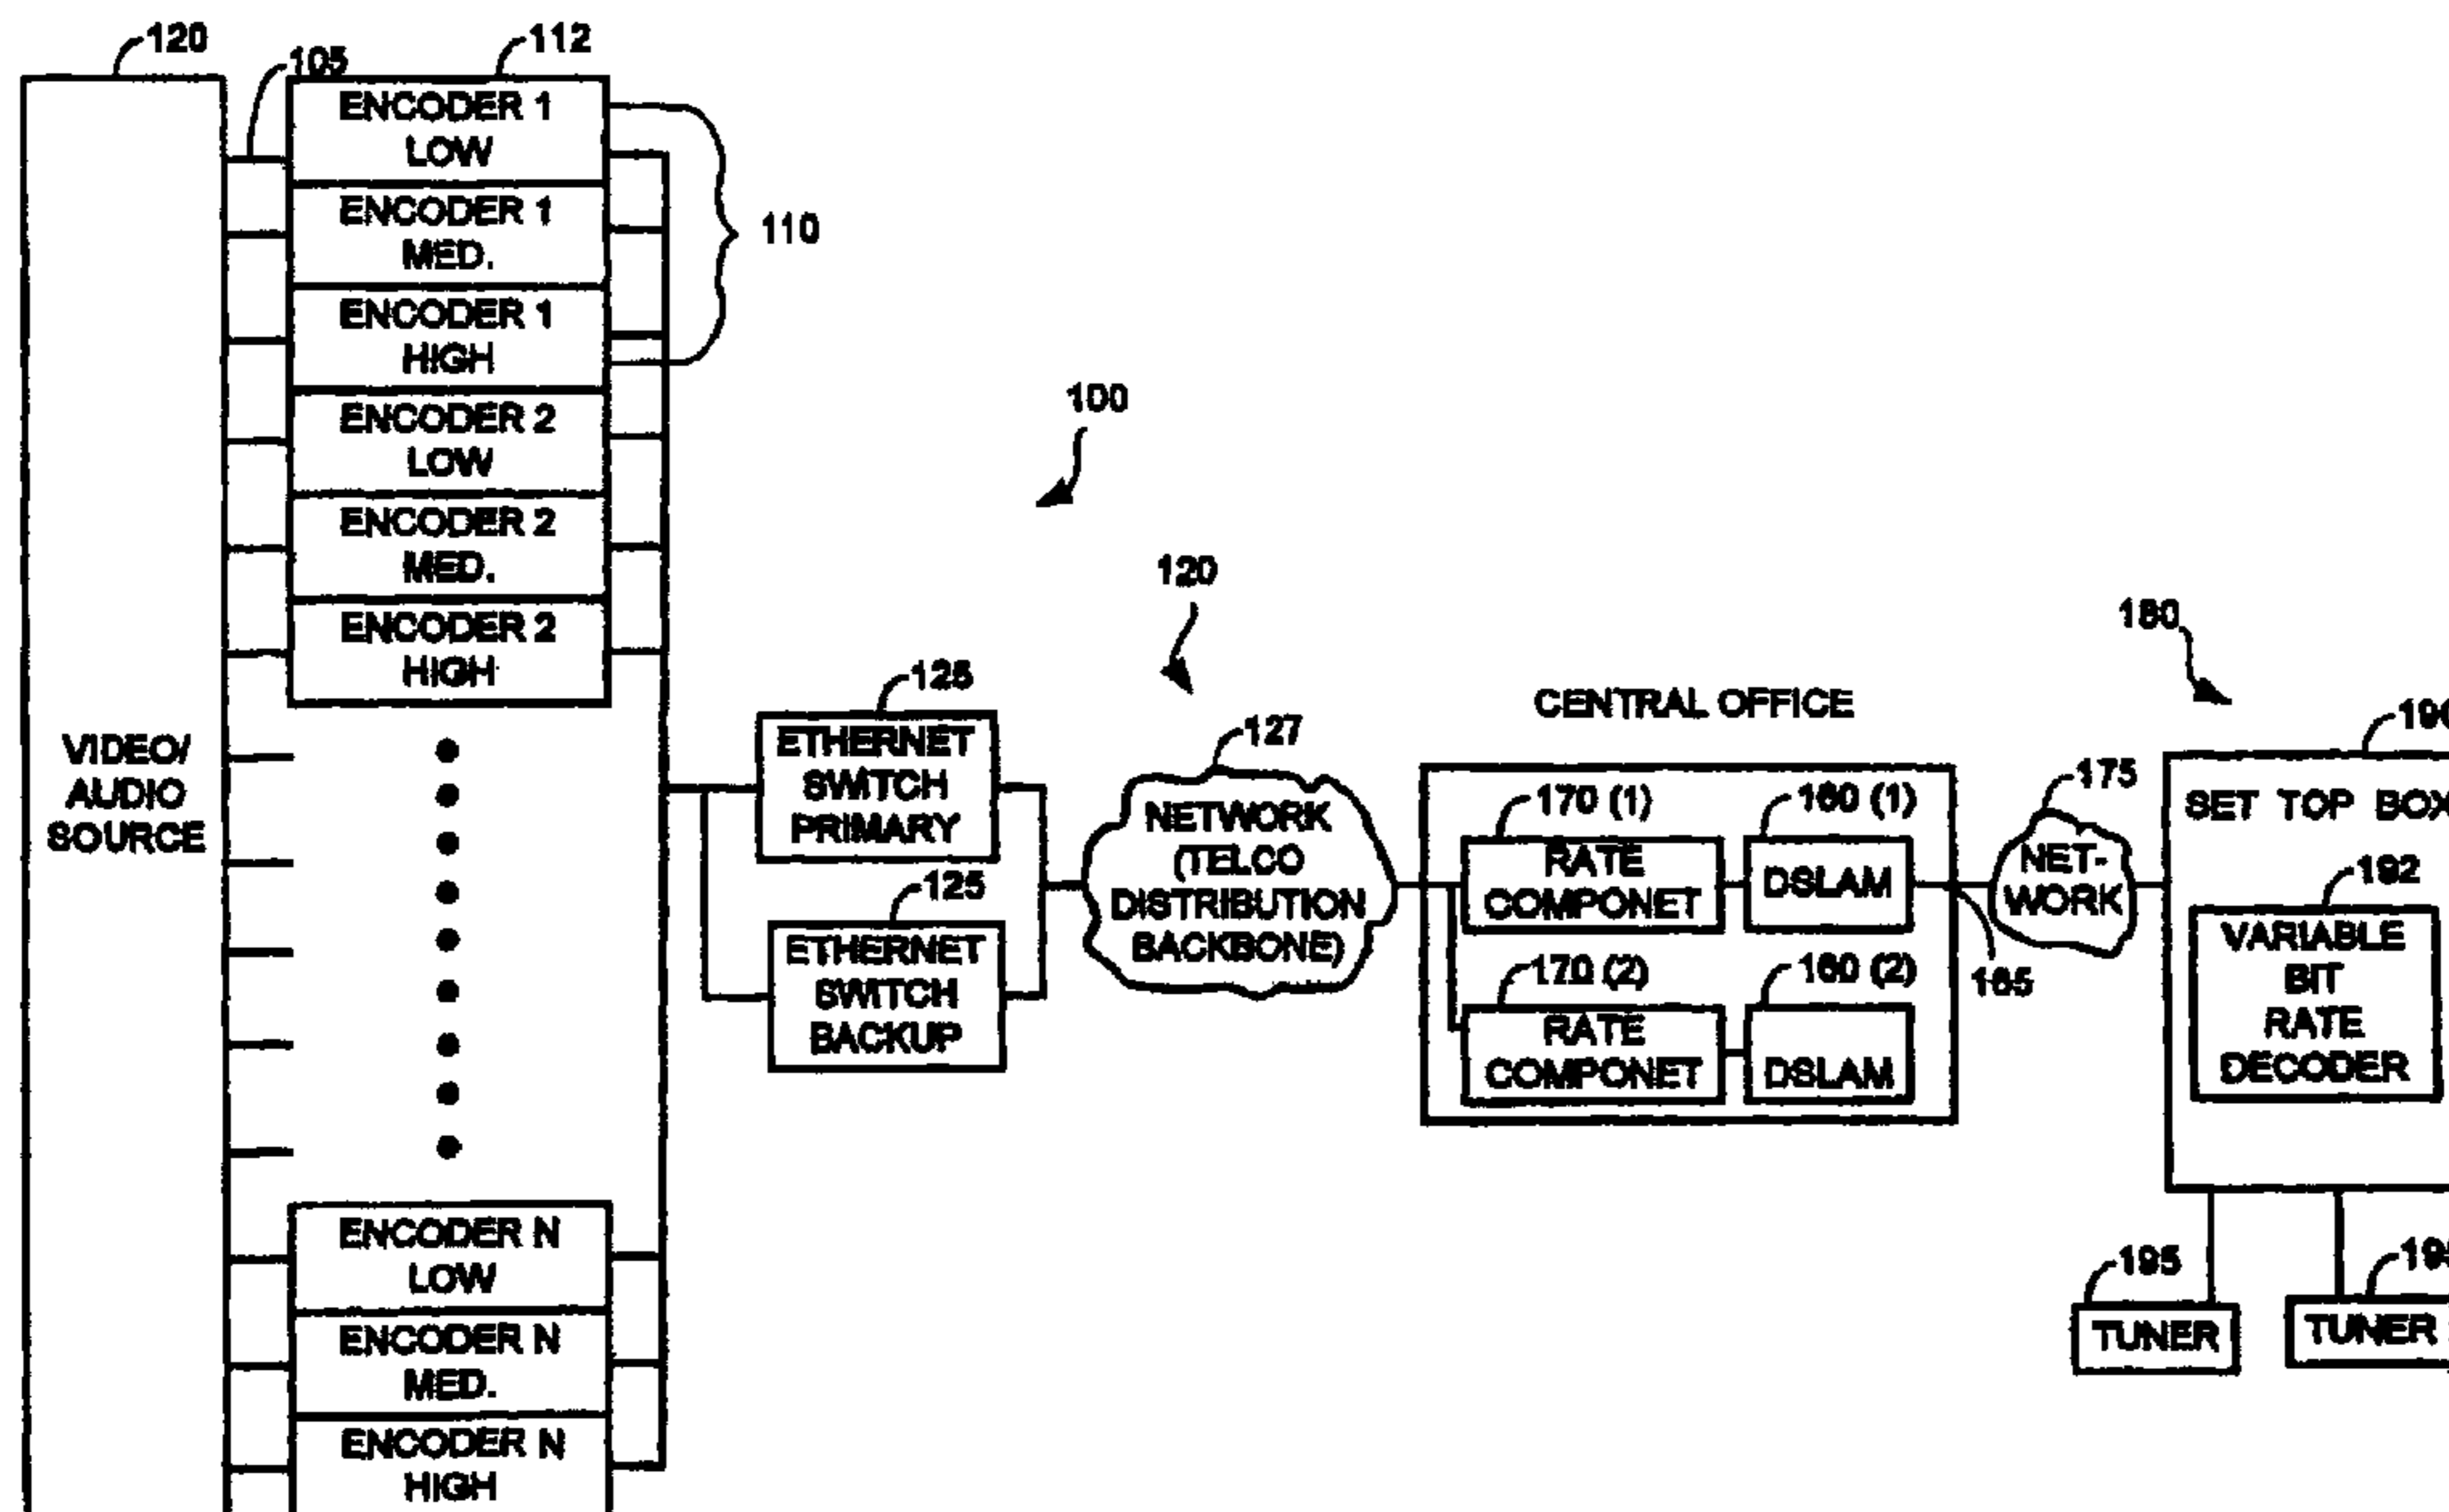 120
105
112
ENCODER 1
LOW
ENCODER 1
MED.
ENCODER 1
HIGH
110
ENCODER 2
LOW
ENCODER 2
MED.
ENCODER 2
HIGH
100
120
VIDEO/
AUDIO
SOURCE
125
ETHERNET
SWITCH
PRIMARY
125
ETHERNET
SWITCH
BACKUP
127
NETWORK
(TELCO
DISTRIBUTION
BACKBONE)
CENTRAL OFFICE
170 (1)
RATE
COMPONET
160 (1)
DSLAM
170 (2)
RATE
COMPONET
160 (2)
DSLAM
165
175
NET-
WORK
SET TOP BOX
192
VARIABLE
BIT
RATE
DECODER
195
TUNER
TUNER
ENCODER N
LOW
ENCODER N
MED.
ENCODER N
HIGH